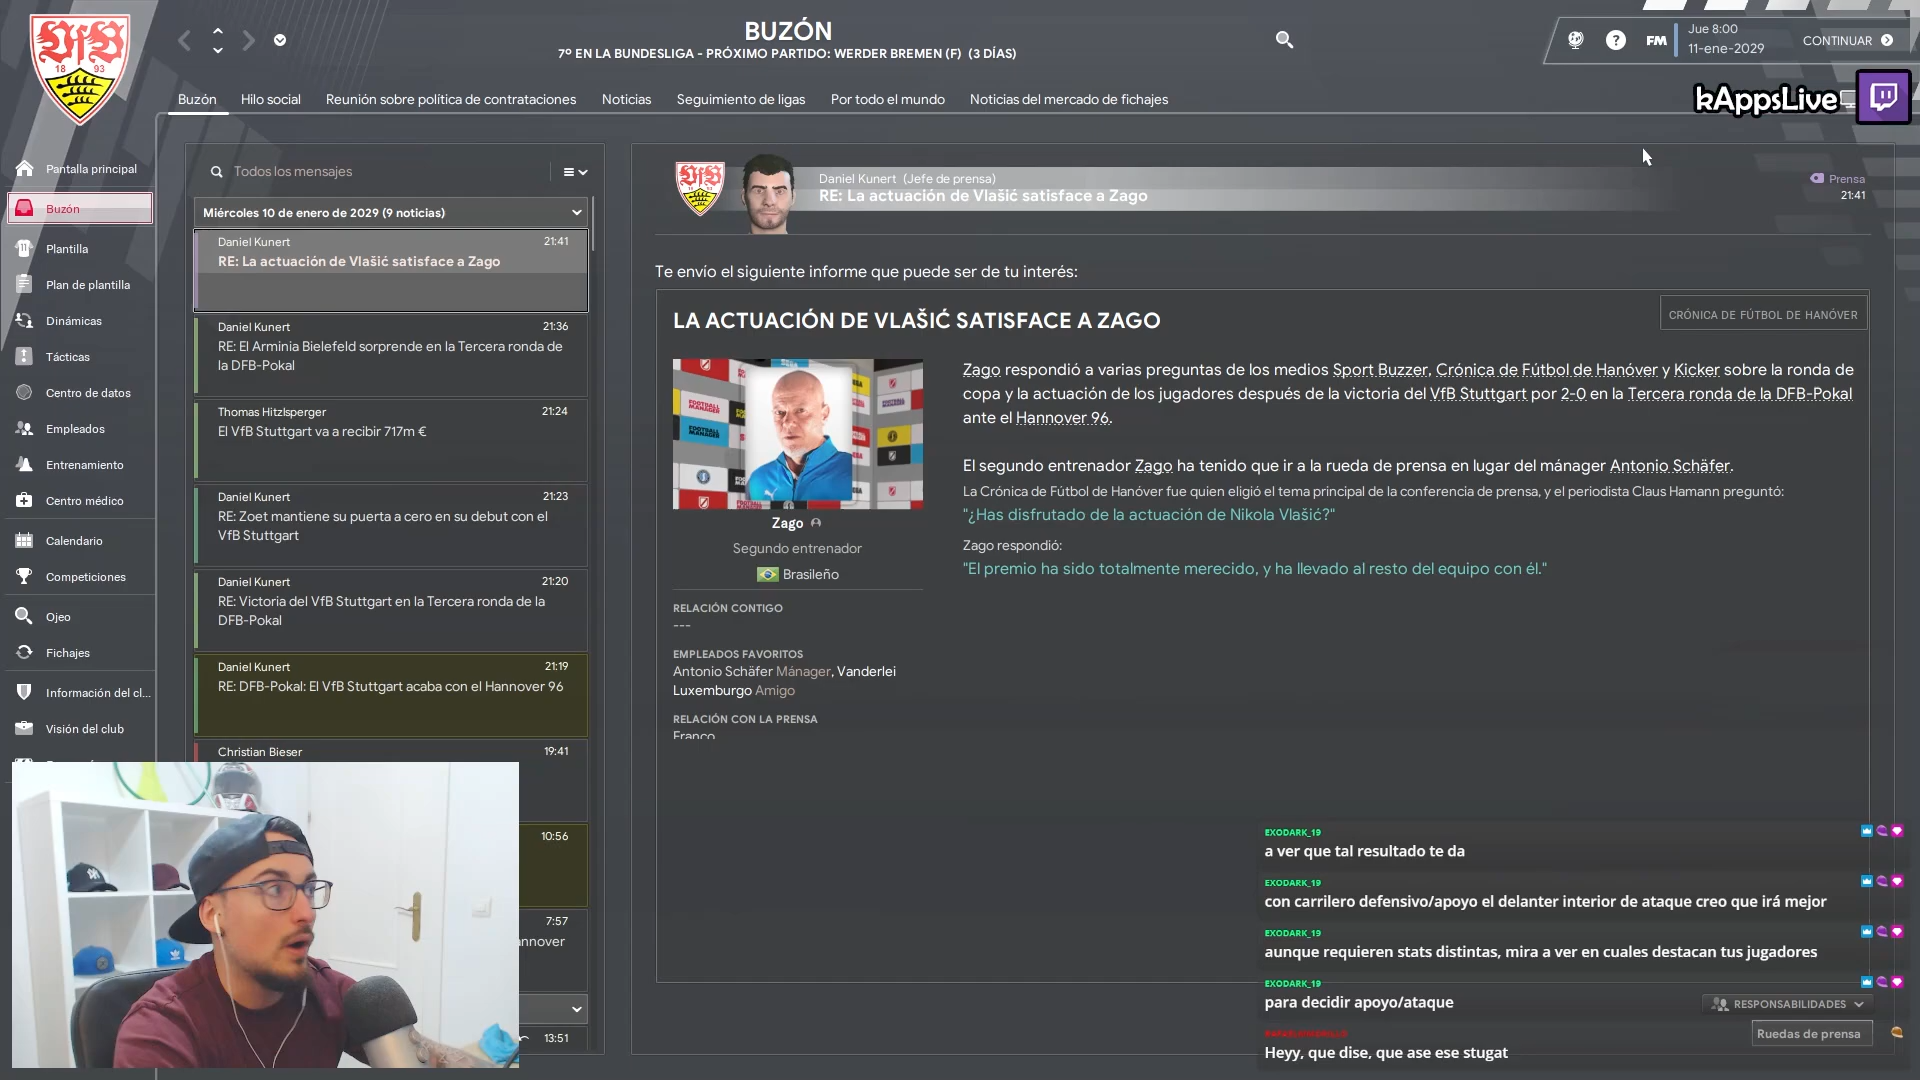 BUZÓN
7º EN LA BUNDESLIGA - PRÓXIMO PARTIDO: WERDER BREMEN (F) (3 DÍAS)
FM
Jue 8:00
11-ene-2029
CONTINUAR
kAppsLive
VfB
18 93
Buzón
Hilo social
Reunión sobre política de contrataciones
Noticias
Seguimiento de ligas
Por todo el mundo
Noticias del mercado de fichajes
Pantalla principal
Buzón
Plantilla
Plan de plantilla
Dinámicas
Tácticas
Centro de datos
Empleados
Entrenamiento
Centro médico
Calendario
Competiciones
Ojeo
Fichajes
Información del cl...
Visión del club
Todos los mensajes
Miércoles 10 de enero de 2029 (9 noticias)
Daniel Kunert 21:41
RE: La actuación de Vlašić satisface a Zago
Daniel Kunert 21:36
RE: El Arminia Bielefeld sorprende en la Tercera ronda de
la DFB-Pokal
Thomas Hitzlsperger 21:24
El VfB Stuttgart va a recibir 717m €
Daniel Kunert 21:23
RE: Zoet mantiene su puerta a cero en su debut con el
VfB Stuttgart
Daniel Kunert 21:20
RE: Victoria del VfB Stuttgart en la Tercera ronda de la
DFB-Pokal
Daniel Kunert 21:19
RE: DFB-Pokal: El VfB Stuttgart acaba con el Hannover 96
Christian Bieser 19:41
10:56
7:57
annover
13:51
Daniel Kunert (Jefe de prensa)
RE: La actuación de Vlašić satisface a Zago
Prensa
21:41
Te envío el siguiente informe que puede ser de tu interés:
LA ACTUACIÓN DE VLAŠIĆ SATISFACE A ZAGO
CRÓNICA DE FÚTBOL DE HANÓVER
Zago
Segundo entrenador
Brasileño
RELACIÓN CONTIGO
---
EMPLEADOS FAVORITOS
Antonio Schäfer Mánager, Vanderlei
Luxemburgo Amigo
RELACIÓN CON LA PRENSA
Franco
Zago respondió a varias preguntas de los medios Sport Buzzer, Crónica de Fútbol de Hanóver y Kicker sobre la ronda de
copa y la actuación de los jugadores después de la victoria del VfB Stuttgart por 2-0 en la Tercera ronda de la DFB-Pokal
ante el Hannover 96.
El segundo entrenador Zago ha tenido que ir a la rueda de prensa en lugar del mánager Antonio Schäfer.
La Crónica de Fútbol de Hanóver fue quien eligió el tema principal de la conferencia de prensa, y el periodista Claus Hamann preguntó:
"¿Has disfrutado de la actuación de Nikola Vlašić?"
Zago respondió:
"El premio ha sido totalmente merecido, y ha llevado al resto del equipo con él."
EXODARK_19
a ver que tal resultado te da
EXODARK_19
con carrilero defensivo/apoyo el delanter interior de ataque creo que irá mejor
EXODARK_19
aunque requieren stats distintas, mira a ver en cuales destacan tus jugadores
EXODARK_19
para decidir apoyo/ataque
Heyy, que dise, que ase ese stugat
RESPONSABILIDADES
Ruedas de prensa